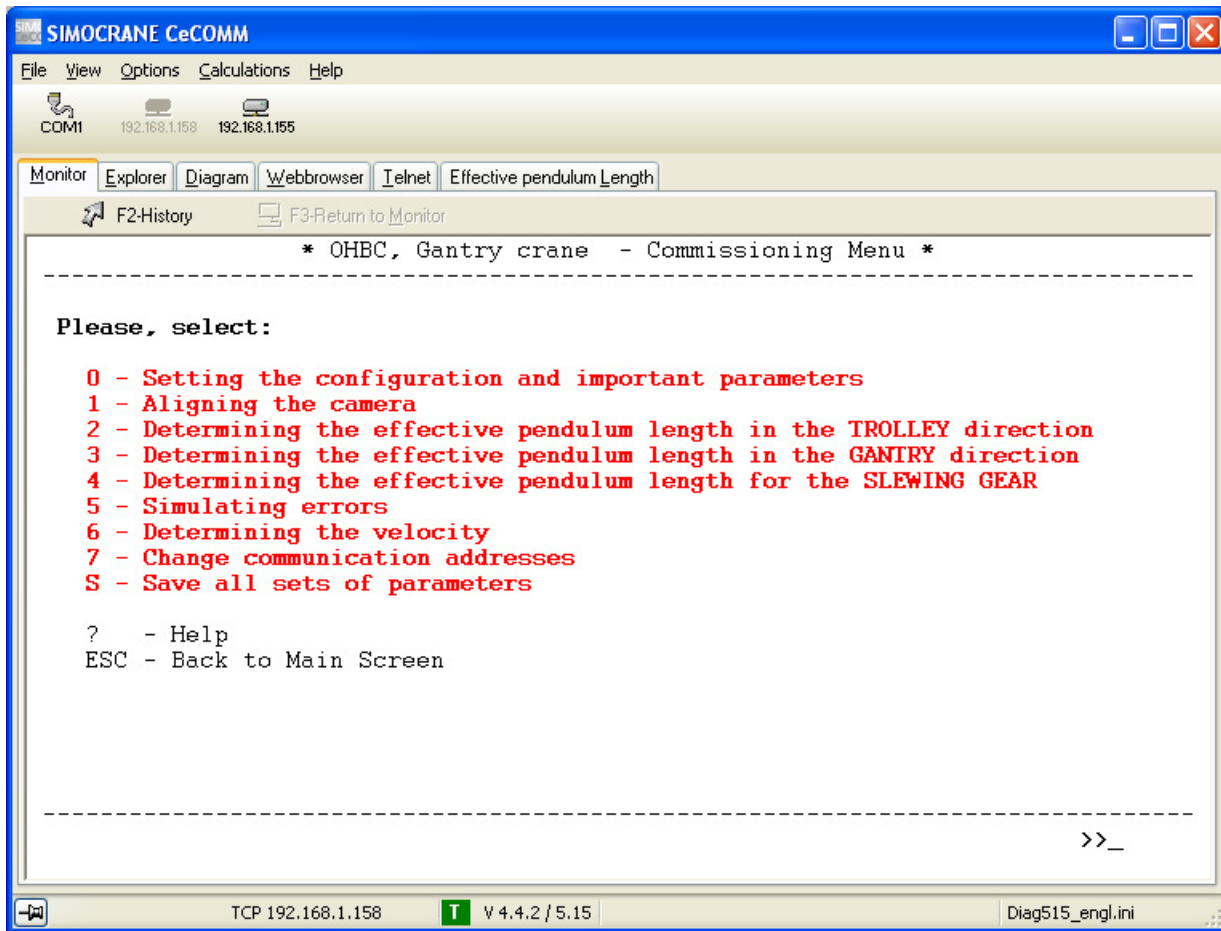 SIMOCRANE CeCOMM
File View Options Calculations Help
COM1 192.168.1.158 192.168.1.155
Monitor Explorer Diagram Webbrowser Telnet Effective pendulum Length
F2-History F3-Return to Monitor
* OHBC, Gantry crane - Commissioning Menu *
--------------------------------------------------------------------------------
Please, select:
0 - Setting the configuration and important parameters
1 - Aligning the camera
2 - Determining the effective pendulum length in the TROLLEY direction
3 - Determining the effective pendulum length in the GANTRY direction
4 - Determining the effective pendulum length for the SLEWING GEAR
5 - Simulating errors
6 - Determining the velocity
7 - Change communication addresses
S - Save all sets of parameters
? - Help
ESC - Back to Main Screen
--------------------------------------------------------------------------------
>>_
TCP 192.168.1.158 T V 4.4.2 / 5.15 Diag515_engl.ini